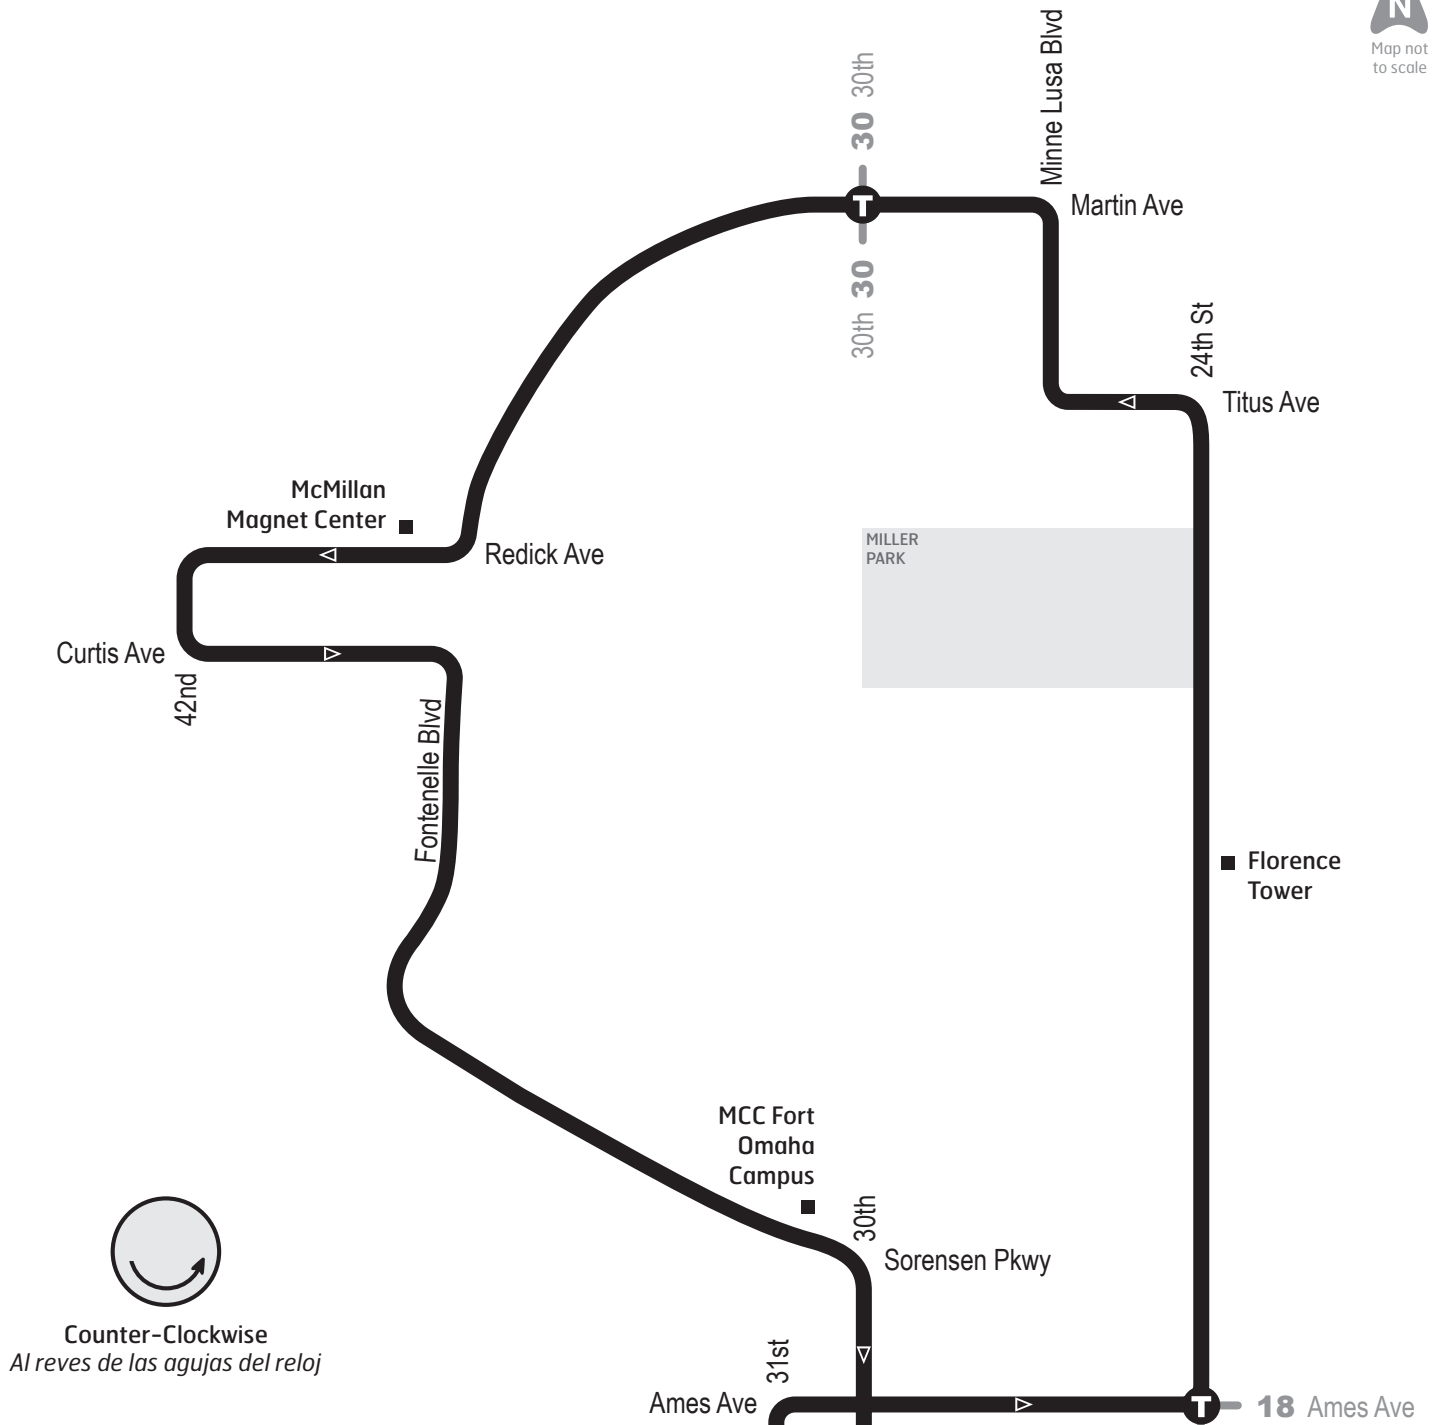 N
Map not
to scale
Minne Lusa Blvd
30 30th
T
Martin Ave
30th 30
24th St
Titus Ave
McMillan
Magnet Center
Redick Ave
MILLER
PARK
Curtis Ave
42nd
Fontenelle Blvd
Florence
Tower
MCC Fort
Omaha
Campus
30th
Sorensen Pkwy
Counter-Clockwise
Al reves de las agujas del reloj
31st
Ames Ave
T
18 Ames Ave